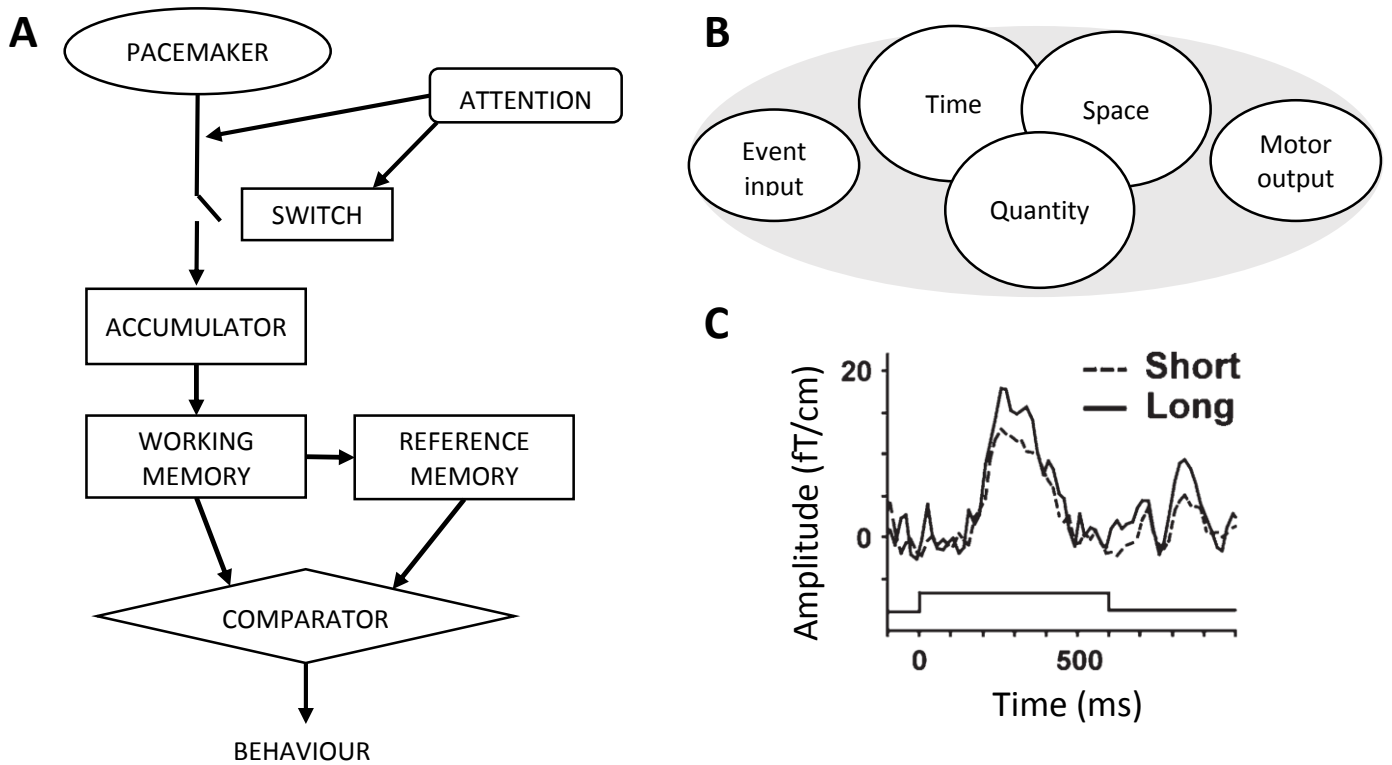 A
PACEMAKER
ATTENTION
SWITCH
ACCUMULATOR
WORKING
MEMORY
REFERENCE
MEMORY
COMPARATOR
BEHAVIOUR
B
Event
input
Time
Space
Quantity
Motor
output
C
Amplitude (fT/cm)
20
0
Short
Long
0
500
Time (ms)